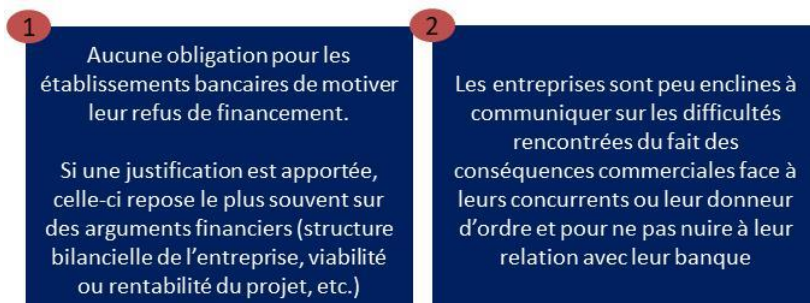 1
Aucune obligation pour les
établissements bancaires de motiver
leur refus de financement.
Si une justification est apportée,
celle-ci repose le plus souvent sur
des arguments financiers (structure
bilancielle de l'entreprise, viabilité
ou rentabilité du projet, etc.)
2
Les entreprises sont peu enclines à
communiquer sur les difficultés
rencontrées du fait des
conséquences commerciales face à
leurs concurrents ou leur donneur
d'ordre et pour ne pas nuire à leur
relation avec leur banque